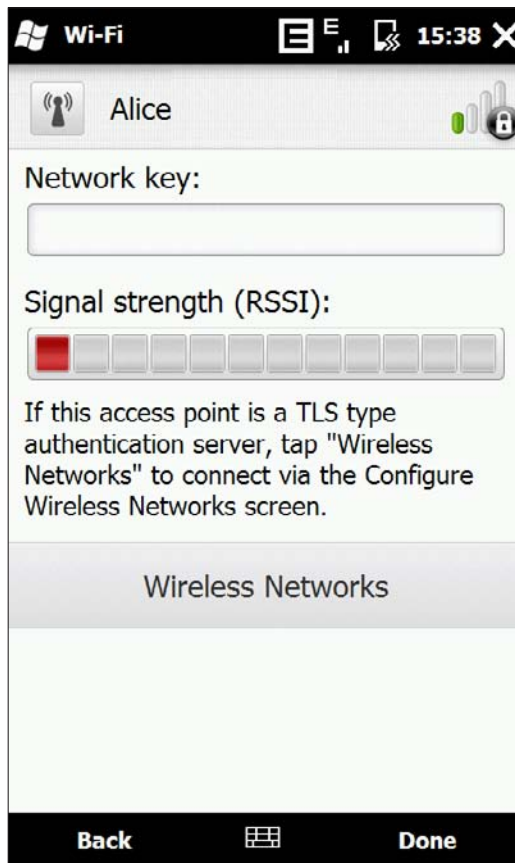 Wi-Fi E E 15:38
Alice
Network key:
Signal strength (RSSI):
If this access point is a TLS type
authentication server, tap "Wireless
Networks" to connect via the Configure
Wireless Networks screen.
Wireless Networks
Back Done